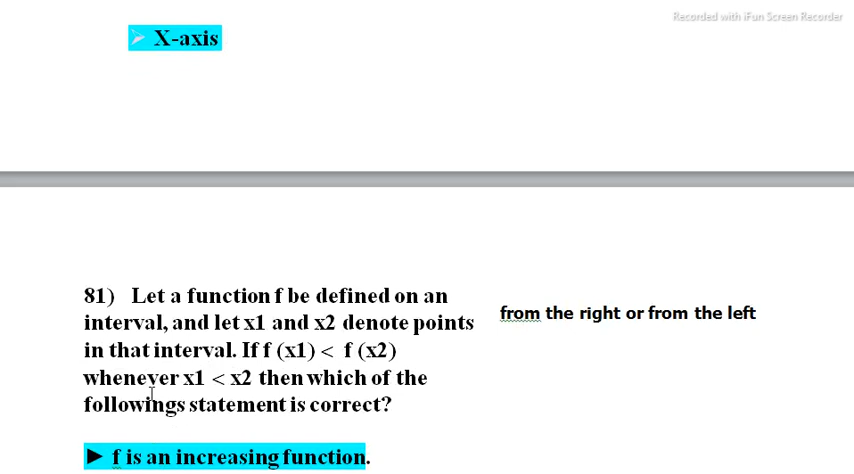 Recorded with iFun Screen Recorder
➢ X-axis
81) Let a function f be defined on an
interval, and let x1 and x2 denote points
in that interval. If f (x1) < f (x2)
whenever x1 < x2 then which of the
followings statement is correct?
from the right or from the left
► f is an increasing function.